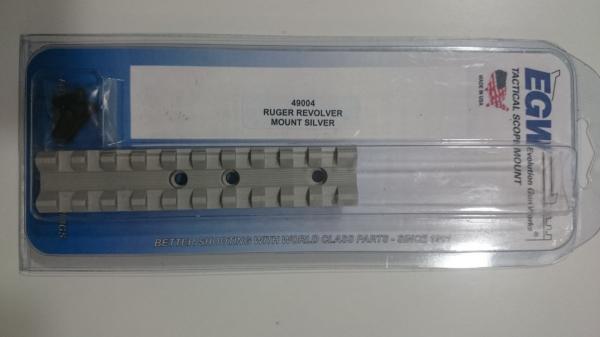 49004
RUGER REVOLVER
MOUNT SILVER
EGW
TACTICAL SCOPE MOUNT
Evolution Gun Works
MADE IN USA
BETTER SHOOTING WITH WORLD CLASS PARTS - SINCE